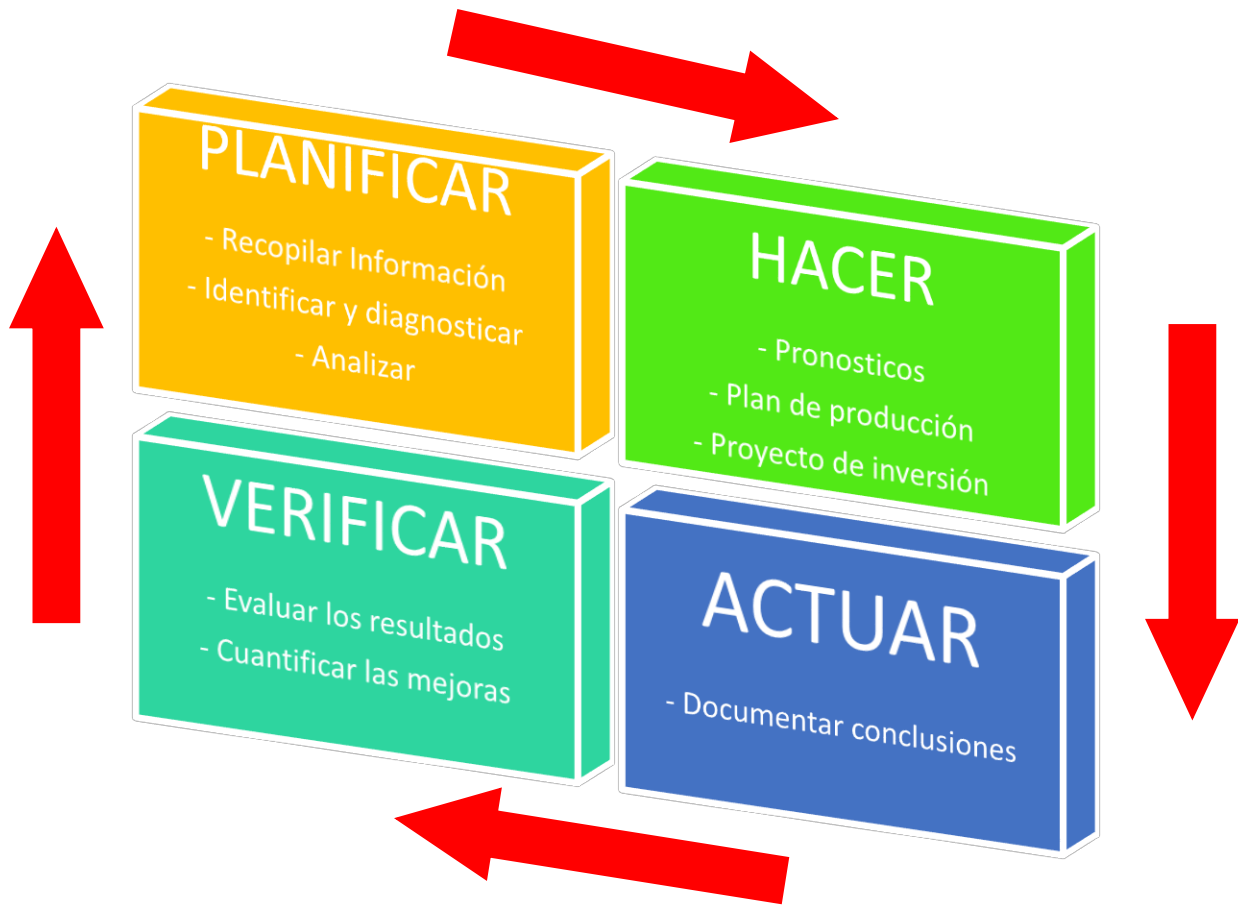 PLANIFICAR
- Recopilar Información
- Identificar y diagnosticar
- Analizar
HACER
- Pronosticos
- Plan de producción
- Proyecto de inversión
VERIFICAR
- Evaluar los resultados
- Cuantificar las mejoras
ACTUAR
- Documentar conclusiones